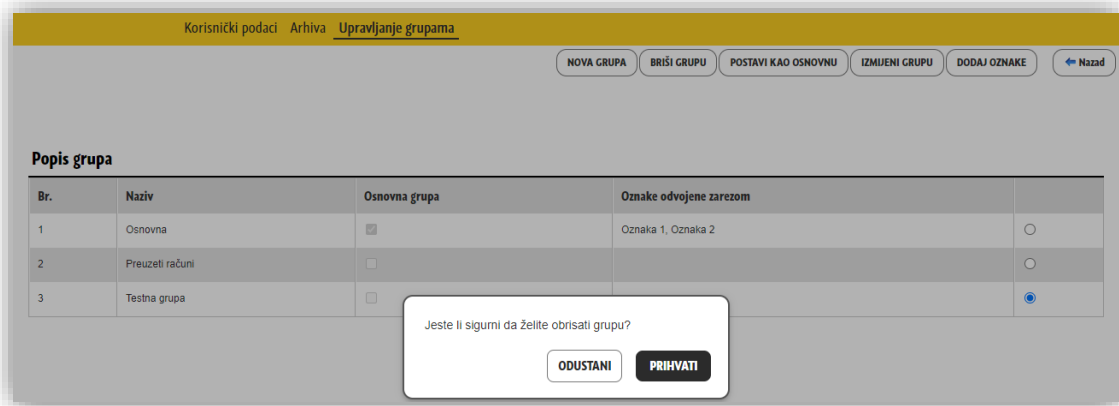 Korisnički podaci Arhiva Upravljanje grupama
NOVA GRUPA BRIŠI GRUPU POSTAVI KAO OSNOVNU IZMIJENI GRUPU DODAJ OZNAKE Nazad
Popis grupa
Br. Naziv Osnovna grupa Oznake odvojene zarezom
1 Osnovna Oznaka 1, Oznaka 2
2 Preuzeti računi
3 Testna grupa
Jeste li sigurni da želite obrisati grupu?
ODUSTANI PRIHVATI